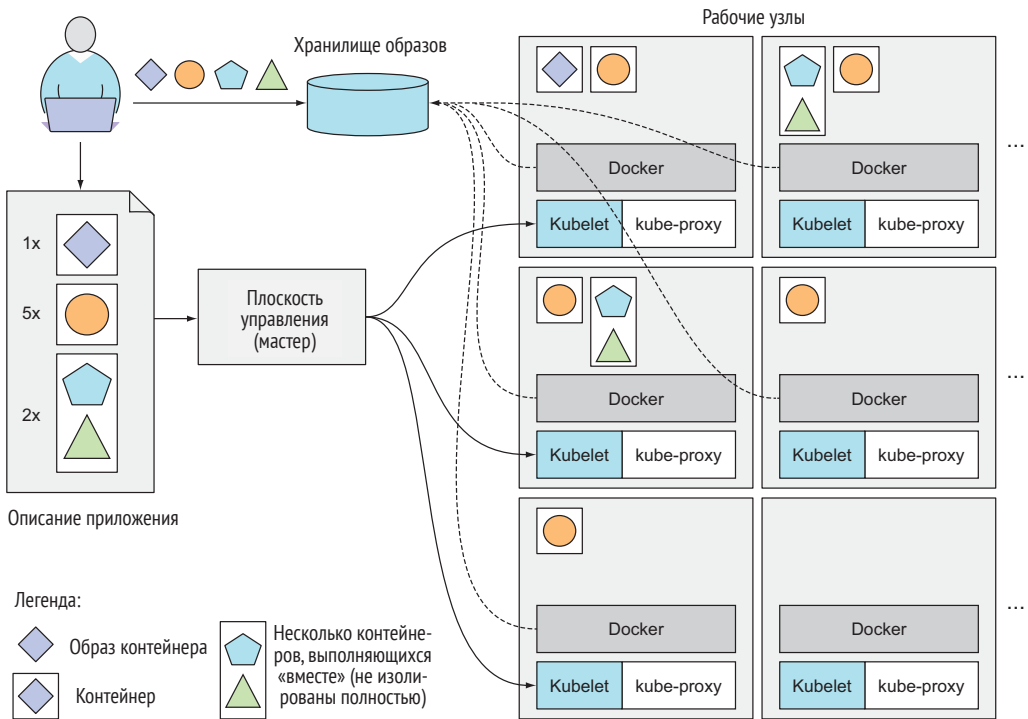 Рабочие узлы
Хранилище образов
Docker
Kubelet kube-proxy
Docker
Kubelet kube-proxy
...
1x
5x
2x
Описание приложения
Плоскость
управления
(мастер)
Docker
Kubelet kube-proxy
Docker
Kubelet kube-proxy
...
Docker
Kubelet kube-proxy
Docker
Kubelet kube-proxy
...
Легенда:
Образ контейнера
Контейнер
Несколько контейне-
ров, выполняющихся
«вместе» (не изоли-
рованы полностью)